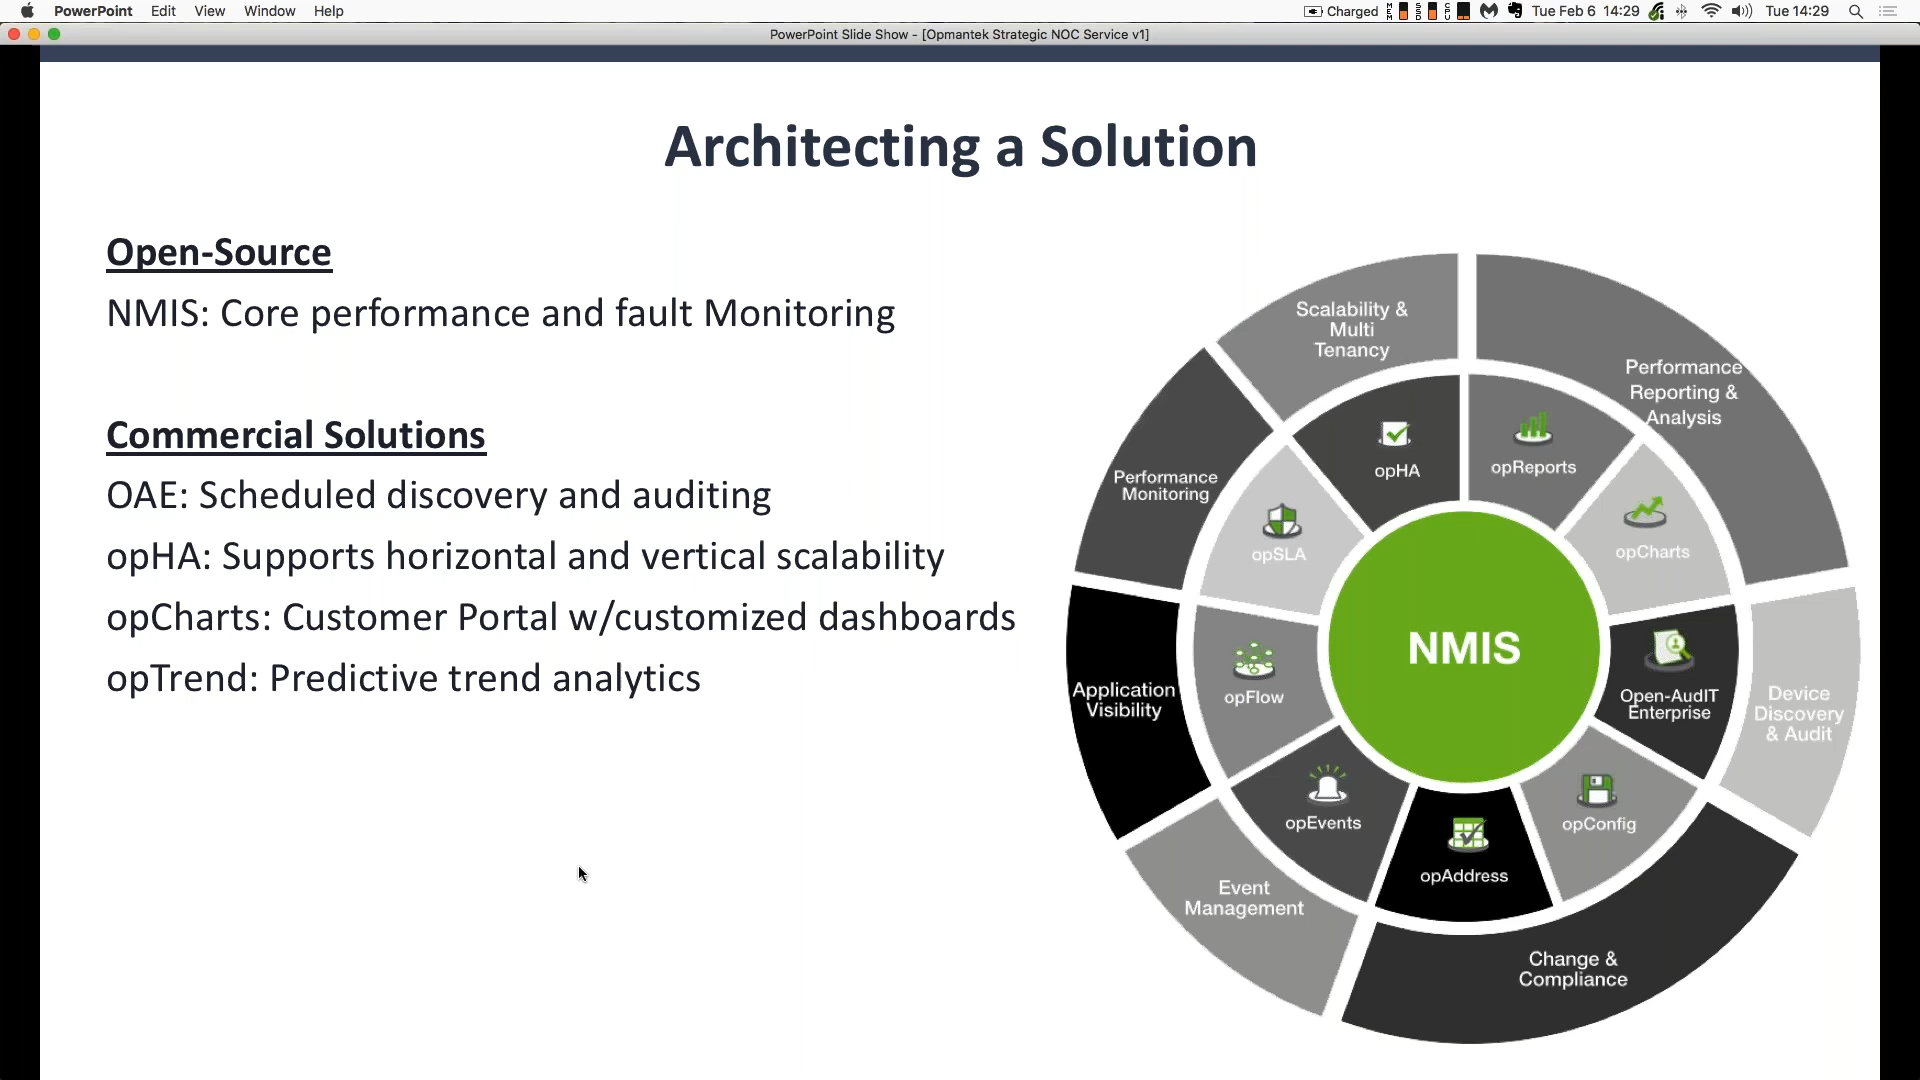 PowerPoint Edit View Window Help Charged MEM SSD CPU Tue Feb 6 14:29 Tue 14:29
PowerPoint Slide Show - [Opmantek Strategic NOC Service v1]
Architecting a Solution
Open-Source
NMIS: Core performance and fault Monitoring
Commercial Solutions
OAE: Scheduled discovery and auditing
opHA: Supports horizontal and vertical scalability
opCharts: Customer Portal w/customized dashboards
opTrend: Predictive trend analytics
Scalability &
Multi
Tenancy
Performance
Reporting &
Analysis
Performance
Monitoring
opHA
opReports
opSLA
opCharts
NMIS
Application
Visibility
opFlow
Open-AudIT
Enterprise
Device
Discovery
& Audit
opEvents
opConfig
opAddress
Event
Management
Change &
Compliance